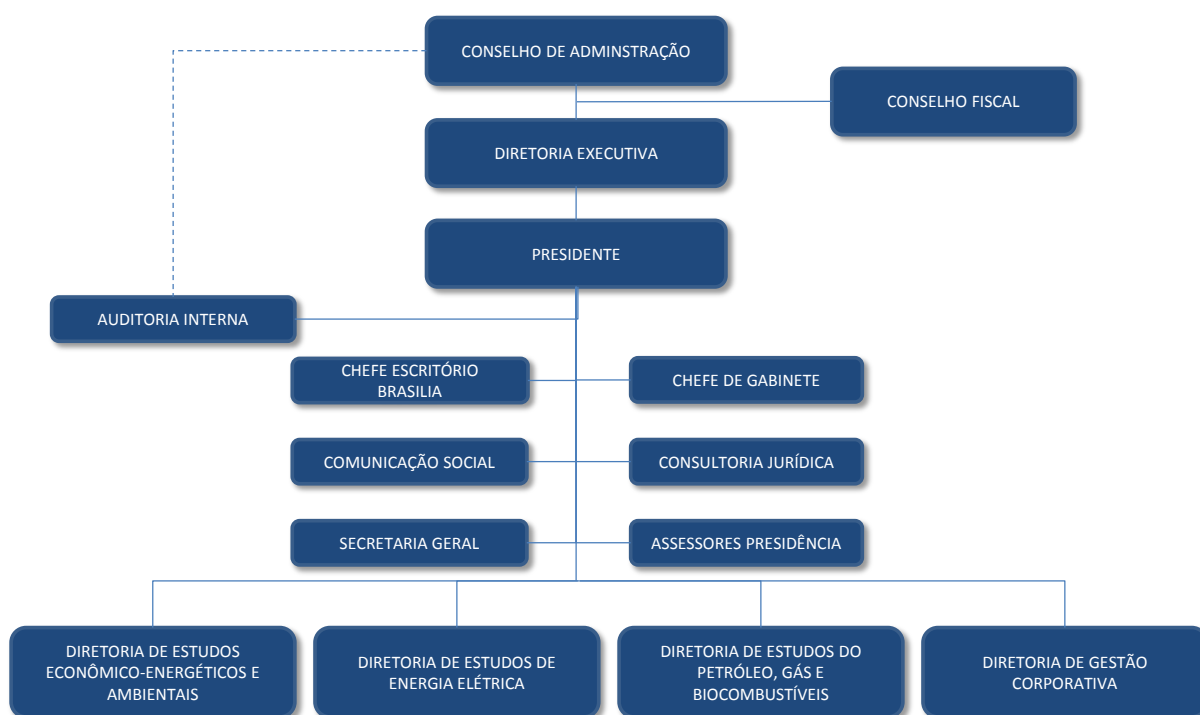 CONSELHO DE ADMINSTRAÇÃO
CONSELHO FISCAL
DIRETORIA EXECUTIVA
PRESIDENTE
AUDITORIA INTERNA
CHEFE ESCRITÓRIO
BRASILIA
CHEFE DE GABINETE
COMUNICAÇÃO SOCIAL
CONSULTORIA JURÍDICA
SECRETARIA GERAL
ASSESSORES PRESIDÊNCIA
DIRETORIA DE ESTUDOS
ECONÔMICO-ENERGÉTICOS E
AMBIENTAIS
DIRETORIA DE ESTUDOS DE
ENERGIA ELÉTRICA
DIRETORIA DE ESTUDOS DO
PETRÓLEO, GÁS E
BIOCOMBUSTÍVEIS
DIRETORIA DE GESTÃO
CORPORATIVA